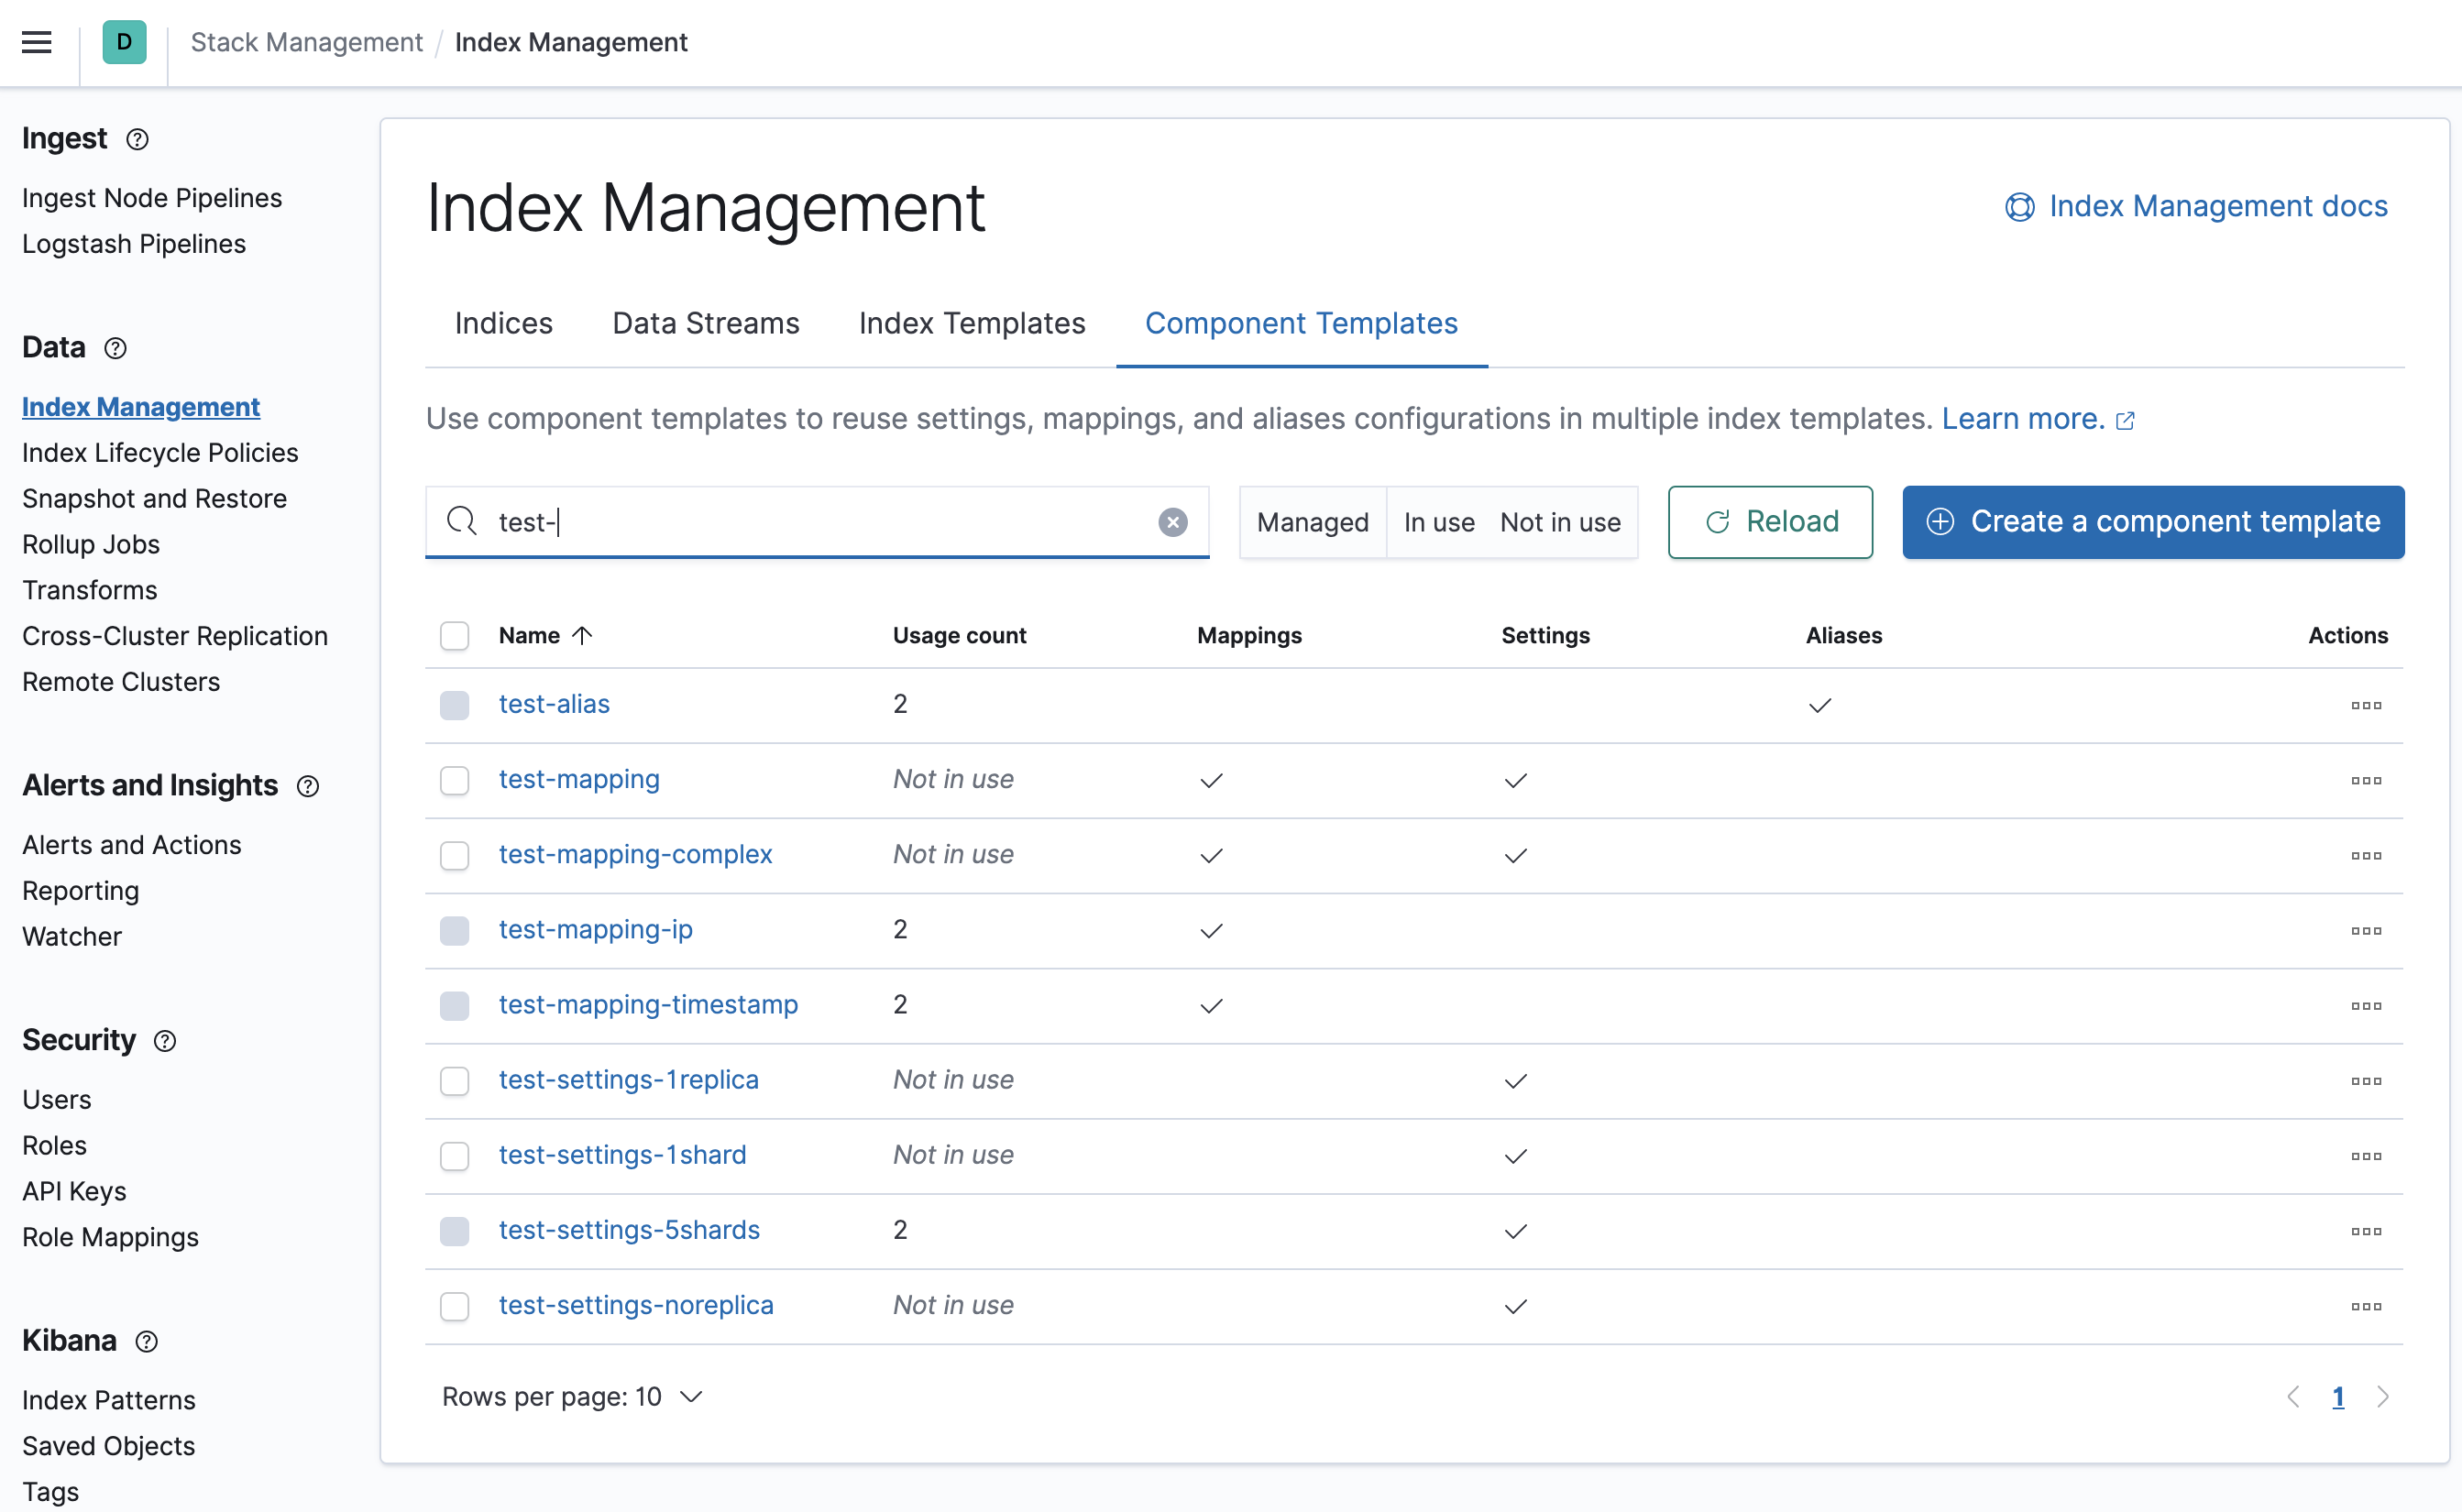 D
Stack Management / Index Management
Ingest
Ingest Node Pipelines
Logstash Pipelines
Data
Index Management
Index Lifecycle Policies
Snapshot and Restore
Rollup Jobs
Transforms
Cross-Cluster Replication
Remote Clusters
Alerts and Insights
Alerts and Actions
Reporting
Watcher
Security
Users
Roles
API Keys
Role Mappings
Kibana
Index Patterns
Saved Objects
Tags
Index Management
Index Management docs
Indices Data Streams Index Templates Component Templates
Use component templates to reuse settings, mappings, and aliases configurations in multiple index templates. Learn more.
test- Managed In use Not in use Reload Create a component template
Name Usage count Mappings Settings Aliases Actions
test-alias 2
test-mapping Not in use
test-mapping-complex Not in use
test-mapping-ip 2
test-mapping-timestamp 2
test-settings-1replica Not in use
test-settings-1shard Not in use
test-settings-5shards 2
test-settings-noreplica Not in use
Rows per page: 10 1